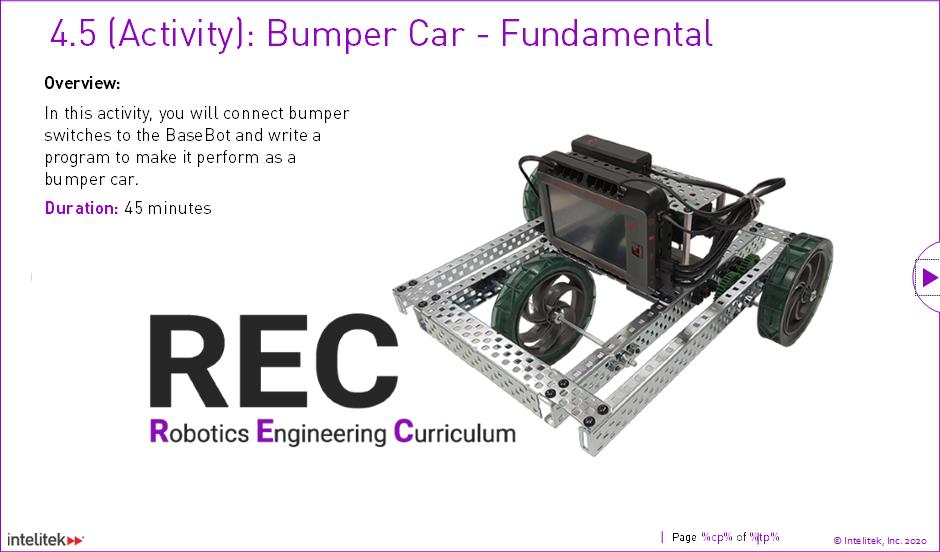 4.5 (Activity): Bumper Car - Fundamental
Overview:
In this activity, you will connect bumper
switches to the BaseBot and write a
program to make it perform as a
bumper car.
Duration: 45 minutes
REC
Robotics Engineering Curriculum
intelitek
Page %cp% of %tp%
© Intelitek, Inc. 2020